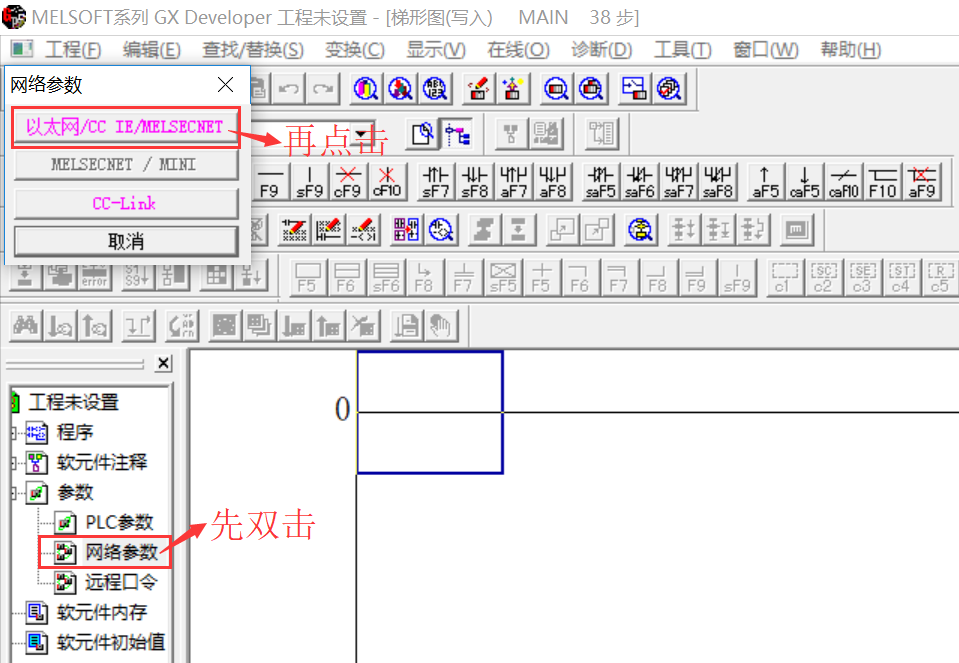 MELSOFT系列 GX Developer 工程未设置 - [梯形图(写入)    MAIN    38 步]
工程(F) 编辑(E) 查找/替换(S) 变换(C) 显示(V) 在线(O) 诊断(D) 工具(T) 窗口(W) 帮助(H)
网络参数
以太网/CC IE/MELSECNET
再点击
MELSECNET / MINI
CC-Link
取消
F9 sF9 cF9 cF10 sF7 sF8 aF7 aF8 saF5 saF6 saF7 saF8 aF5 caF5 caF10 F10 aF9
error
F5 F6 sF6 F8 F7 sF5 F5 F6 F7 F8 F9 sF9 c1 c2 c3 c4 c5
SC SE ST R
0
工程未设置
程序
软元件注释
参数
PLC参数
先双击
网络参数
远程口令
软元件内存
软元件初始值